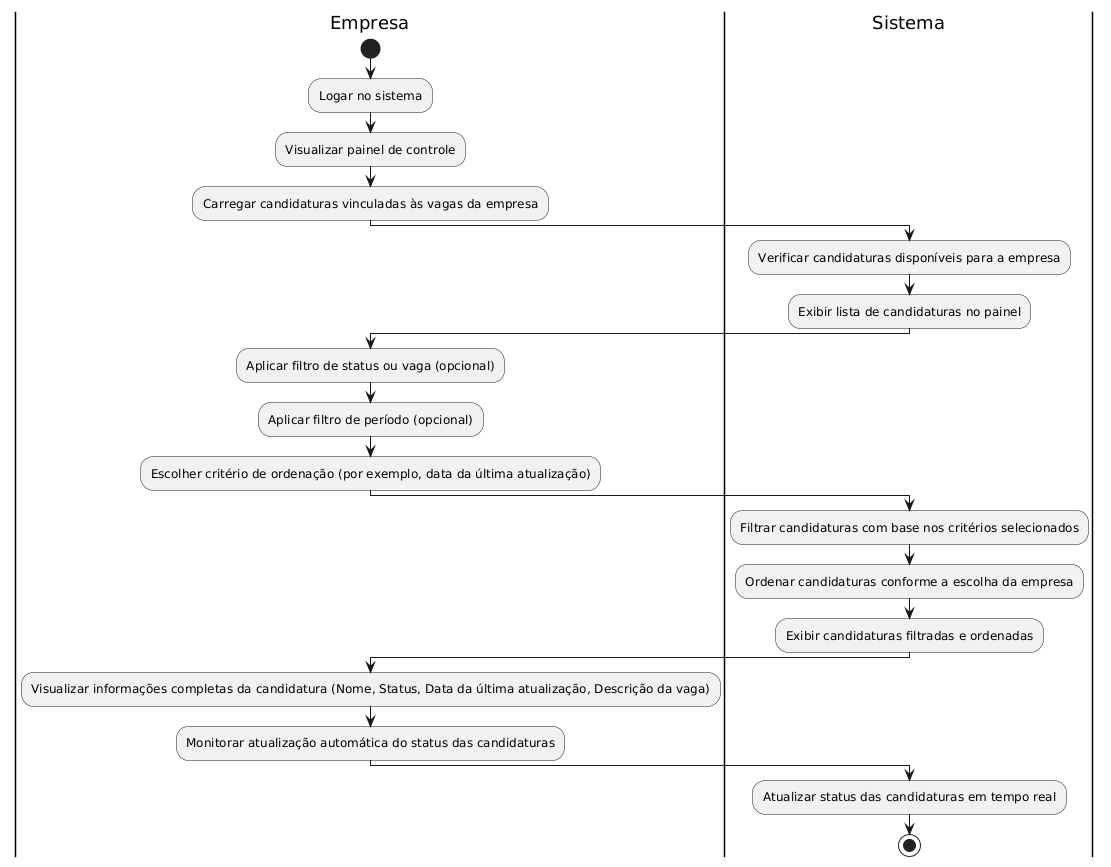 Empresa
Sistema
Logar no sistema
Visualizar painel de controle
Carregar candidaturas vinculadas às vagas da empresa
Verificar candidaturas disponíveis para a empresa
Exibir lista de candidaturas no painel
Aplicar filtro de status ou vaga (opcional)
Aplicar filtro de período (opcional)
Escolher critério de ordenação (por exemplo, data da última atualização)
Filtrar candidaturas com base nos critérios selecionados
Ordenar candidaturas conforme a escolha da empresa
Exibir candidaturas filtradas e ordenadas
Visualizar informações completas da candidatura (Nome, Status, Data da última atualização, Descrição da vaga)
Monitorar atualização automática do status das candidaturas
Atualizar status das candidaturas em tempo real